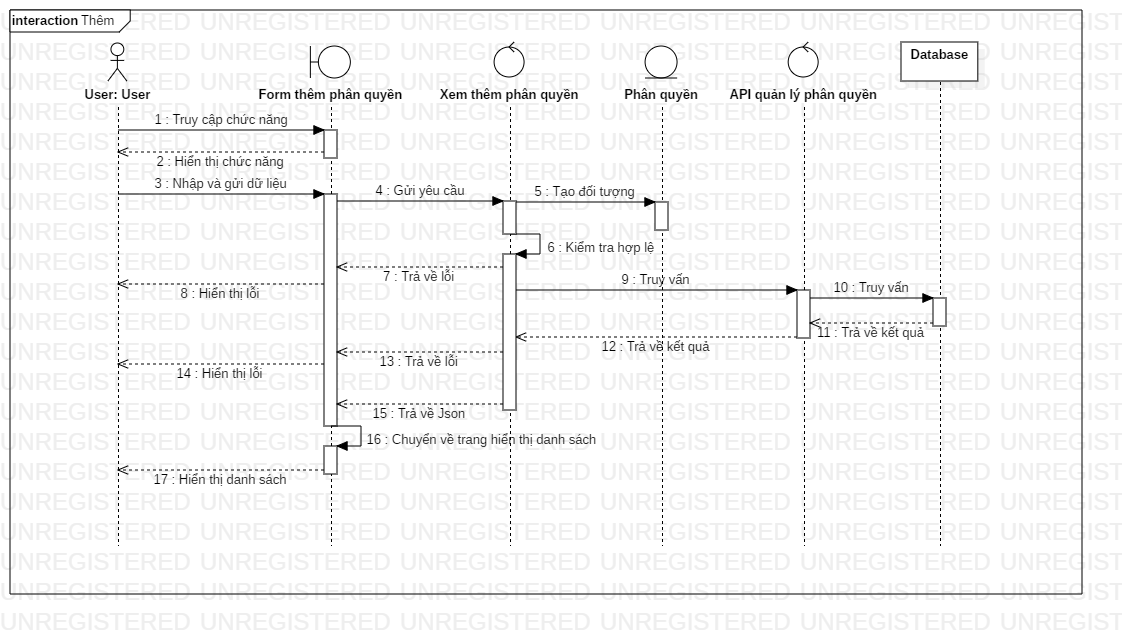 interaction Thêm
User: User
Form thêm phân quyền
Xem thêm phân quyền
Phân quyền
API quản lý phân quyền
Database
1 : Truy cập chức năng
2 : Hiển thị chức năng
3 : Nhập và gửi dữ liệu
4 : Gửi yêu cầu
5 : Tạo đối tượng
6 : Kiểm tra hợp lệ
7 : Trả về lỗi
8 : Hiển thị lỗi
9 : Truy vấn
10 : Truy vấn
11 : Trả về kết quả
12 : Trả về kết quả
13 : Trả về lỗi
14 : Hiển thị lỗi
15 : Trả về Json
16 : Chuyển về trang hiển thị danh sách
17 : Hiển thị danh sách
UNREGISTERED